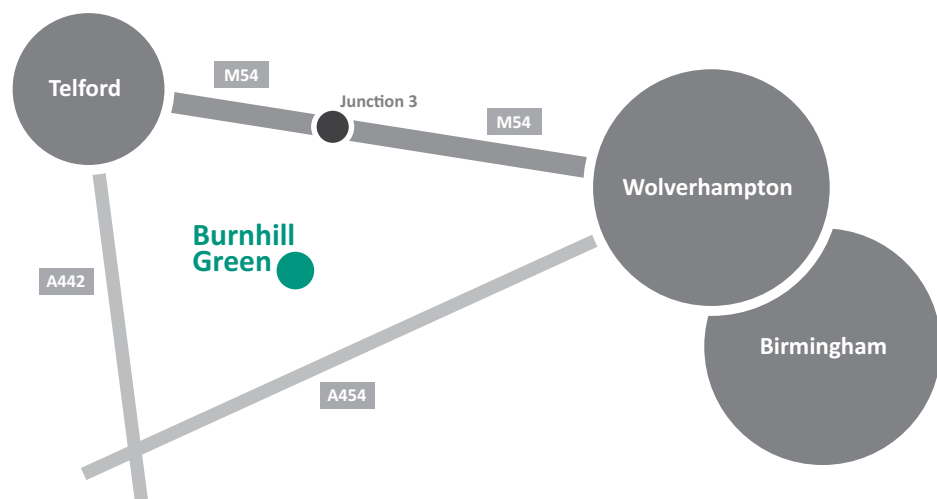 M54
Telford
Junction 3
M54
Wolverhampton
Burnhill
Green
A442
Birmingham
A454